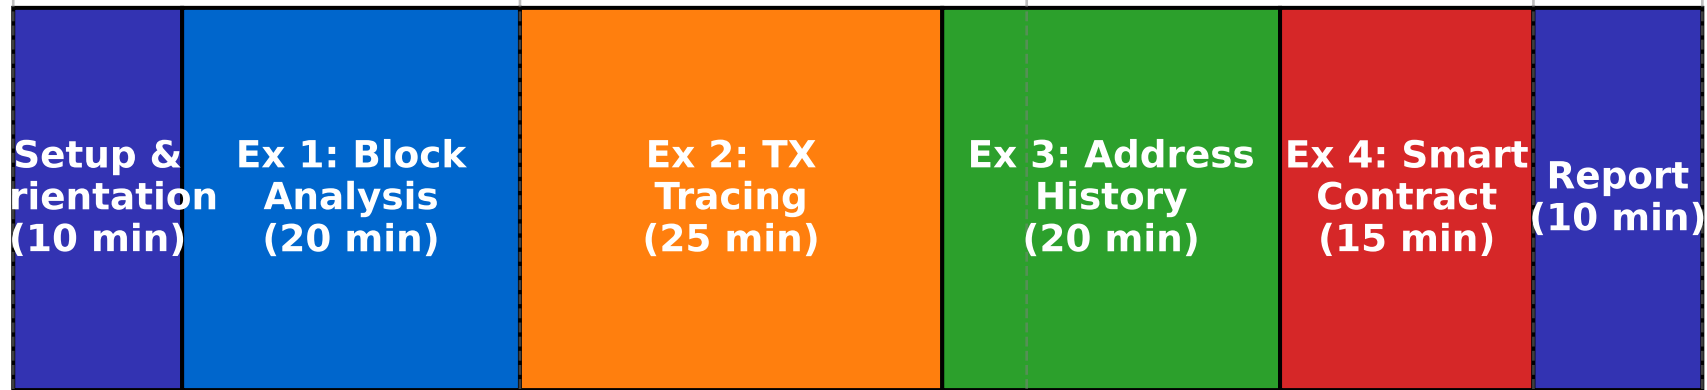 Setup &
rientation
(10 min)
Ex 1: Block
Analysis
(20 min)
Ex 2: TX
Tracing
(25 min)
Ex 3: Address
History
(20 min)
Ex 4: Smart
Contract
(15 min)
Report
(10 min)